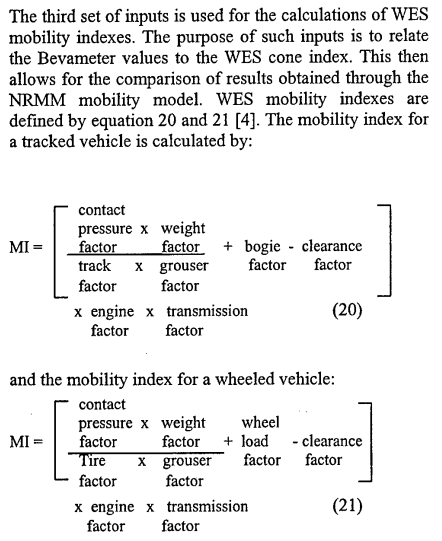 The third set of inputs is used for the calculations of WES
mobility indexes. The purpose of such inputs is to relate
the Bevameter values to the WES cone index. This then
allows for the comparison of results obtained through the
NRMM mobility model. WES mobility indexes are
defined by equation 20 and 21 [4]. The mobility index for
a tracked vehicle is calculated by:
contact
pressure x weight
MI = factor factor + bogie - clearance
track x grouser factor factor
factor factor
x engine x transmission (20)
factor factor
and the mobility index for a wheeled vehicle:
contact
pressure x weight wheel
MI = factor factor + load - clearance
Tire x grouser factor factor
factor factor
x engine x transmission (21)
factor factor